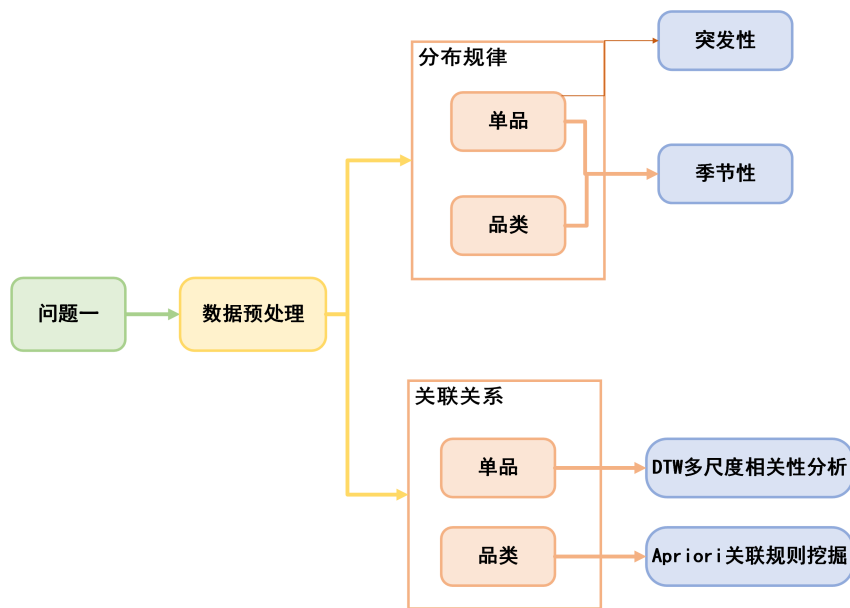 突发性
分布规律
单品
季节性
品类
问题一
数据预处理
关联关系
单品
DTW多尺度相关性分析
品类
Apriori关联规则挖掘